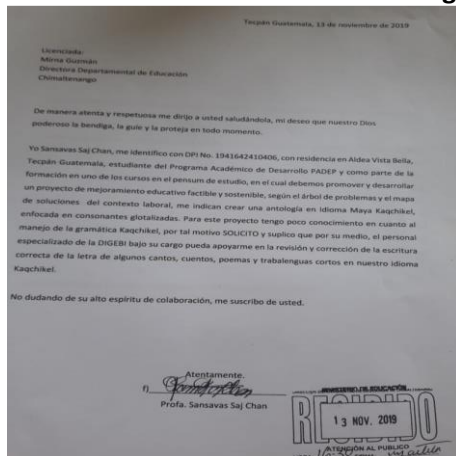 Tecpán Guatemala, 13 de noviembre de 2019
Licenciada:
Mirna Guzmán
Directora Departamental de Educación
Chimaltenango
De manera atenta y respetuosa me dirijo a usted saludándola, mi deseo que nuestro Dios
poderoso la bendiga, la guíe y la proteja en todo momento.
Yo Sansavas Saj Chan, me identifico con DPI No. 1941642410406, con residencia en Aldea Vista Bella,
Tecpán Guatemala, estudiante del Programa Académico de Desarrollo PADEP y como parte de la
formación en uno de los cursos en el pensum de estudio, en el cual debemos promover y desarrollar
un proyecto de mejoramiento educativo factible y sostenible, según el árbol de problemas y el mapa
de soluciones del contexto laboral, me indican crear una antología en idioma Maya Kaqchikel,
enfocada en consonantes glotalizadas. Para este proyecto tengo poco conocimiento en cuanto al
manejo de la gramática Kaqchikel, por tal motivo SOLICITO y suplico que por su medio, el personal
especializado de la DIGEBI bajo su cargo pueda apoyarme en la revisión y corrección de la escritura
correcta de la letra de algunos cantos, cuentos, poemas y trabalenguas cortos en nuestro idioma
Kaqchikel.
No dudando de su alto espíritu de colaboración, me suscribo de usted.
Atentamente.
f)
Profa. Sansavas Saj Chan
MINISTERIO DE EDUCACIÓN
RECIBIDO
13 NOV. 2019
ATENCIÓN AL PUBLICO